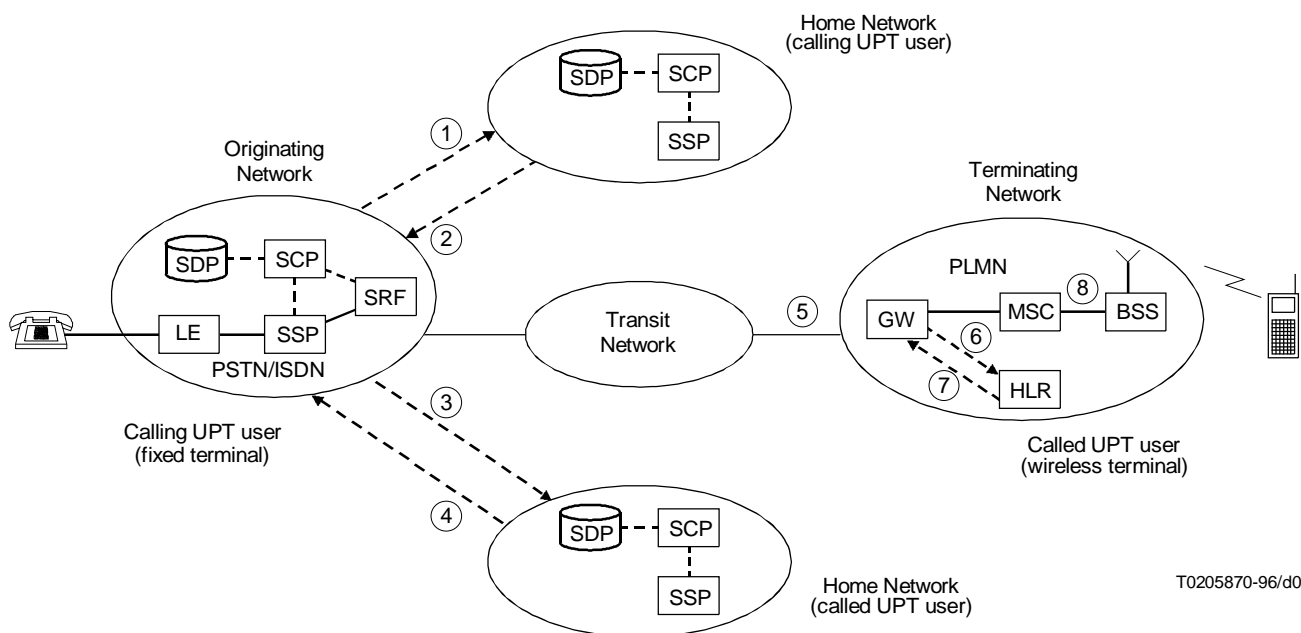 Home Network
(calling UPT user)
SDP
SCP
SSP
1
2
Originating
Network
SDP
SCP
SRF
LE
SSP
PSTN/ISDN
Calling UPT user
(fixed terminal)
Transit
Network
5
Terminating
Network
PLMN
8
GW
MSC
BSS
6
7
HLR
Called UPT user
(wireless terminal)
3
4
SDP
SCP
SSP
Home Network
(called UPT user)
T0205870-96/d0